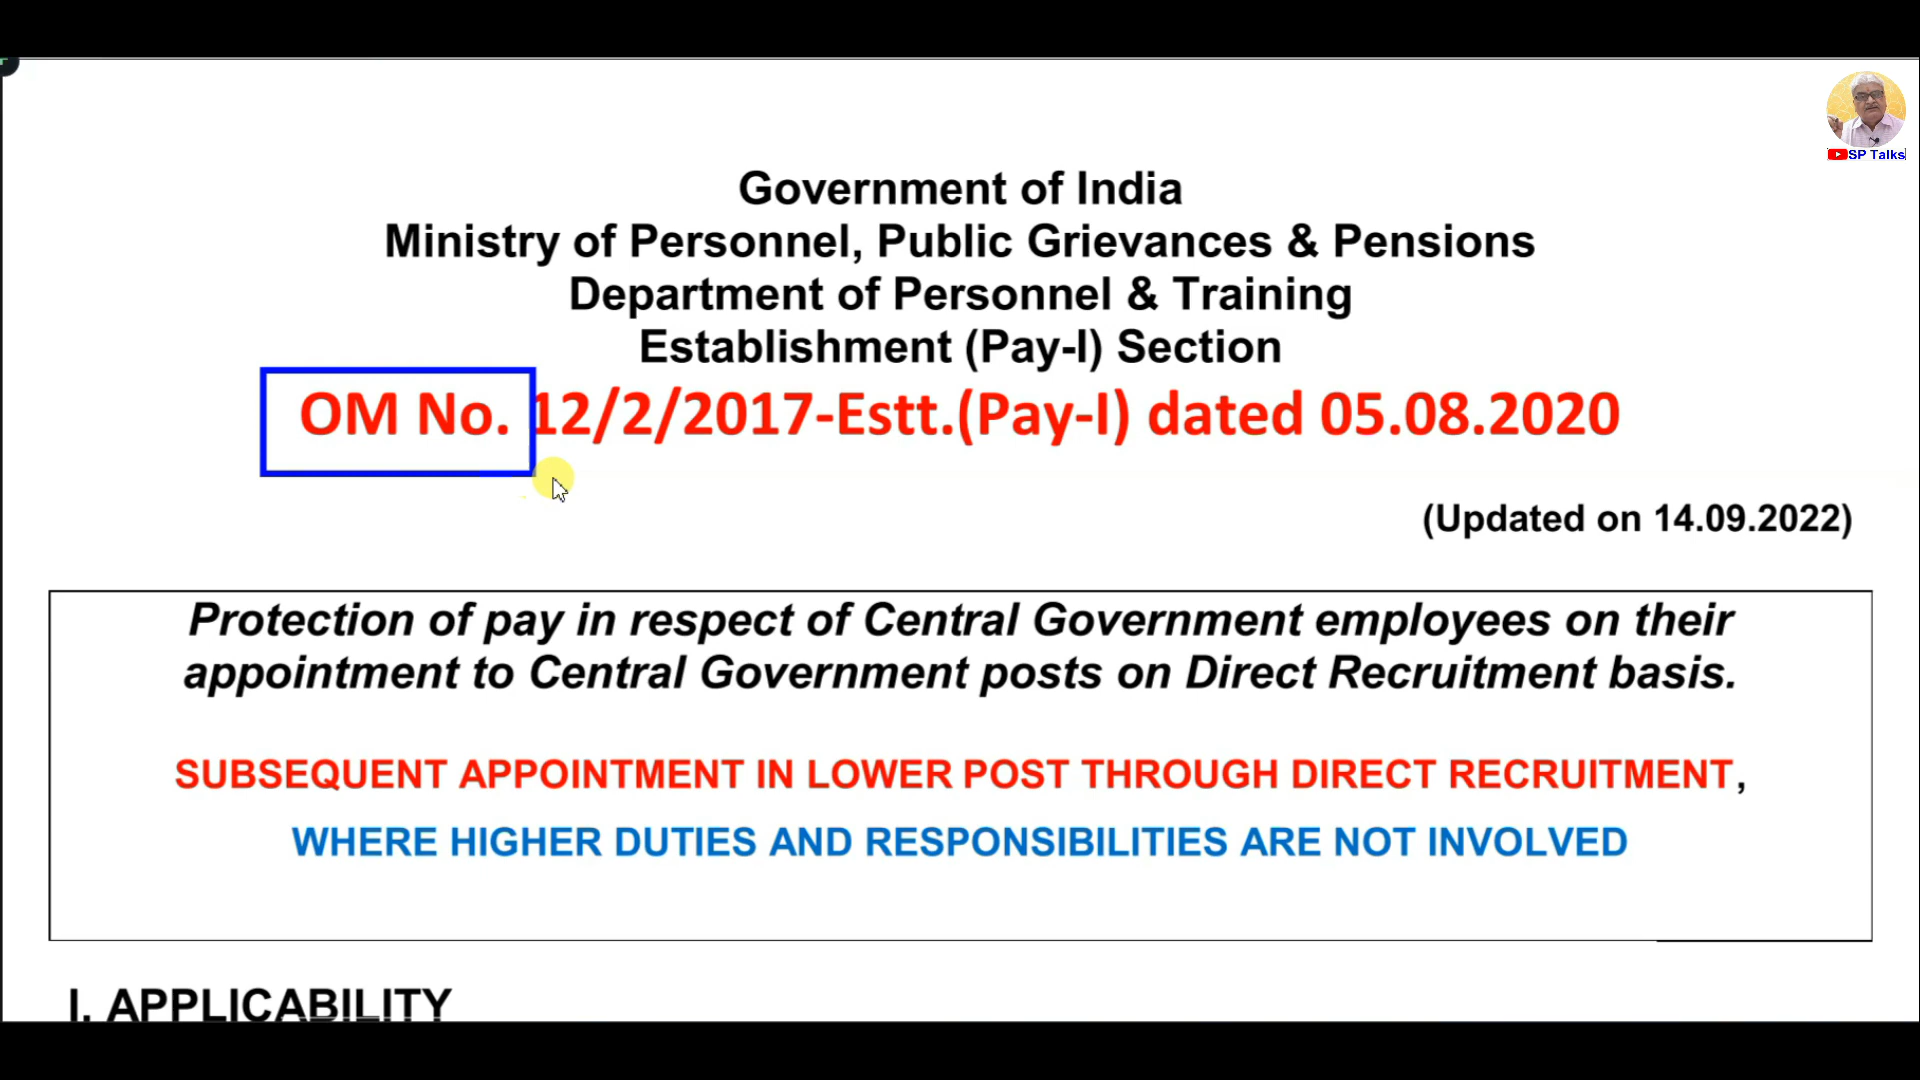 SP Talks
Government of India
Ministry of Personnel, Public Grievances & Pensions
Department of Personnel & Training
Establishment (Pay-I) Section
OM No. 12/2/2017-Estt.(Pay-I) dated 05.08.2020
(Updated on 14.09.2022)
Protection of pay in respect of Central Government employees on their
appointment to Central Government posts on Direct Recruitment basis.
SUBSEQUENT APPOINTMENT IN LOWER POST THROUGH DIRECT RECRUITMENT,
WHERE HIGHER DUTIES AND RESPONSIBILITIES ARE NOT INVOLVED
I. APPLICABILITY